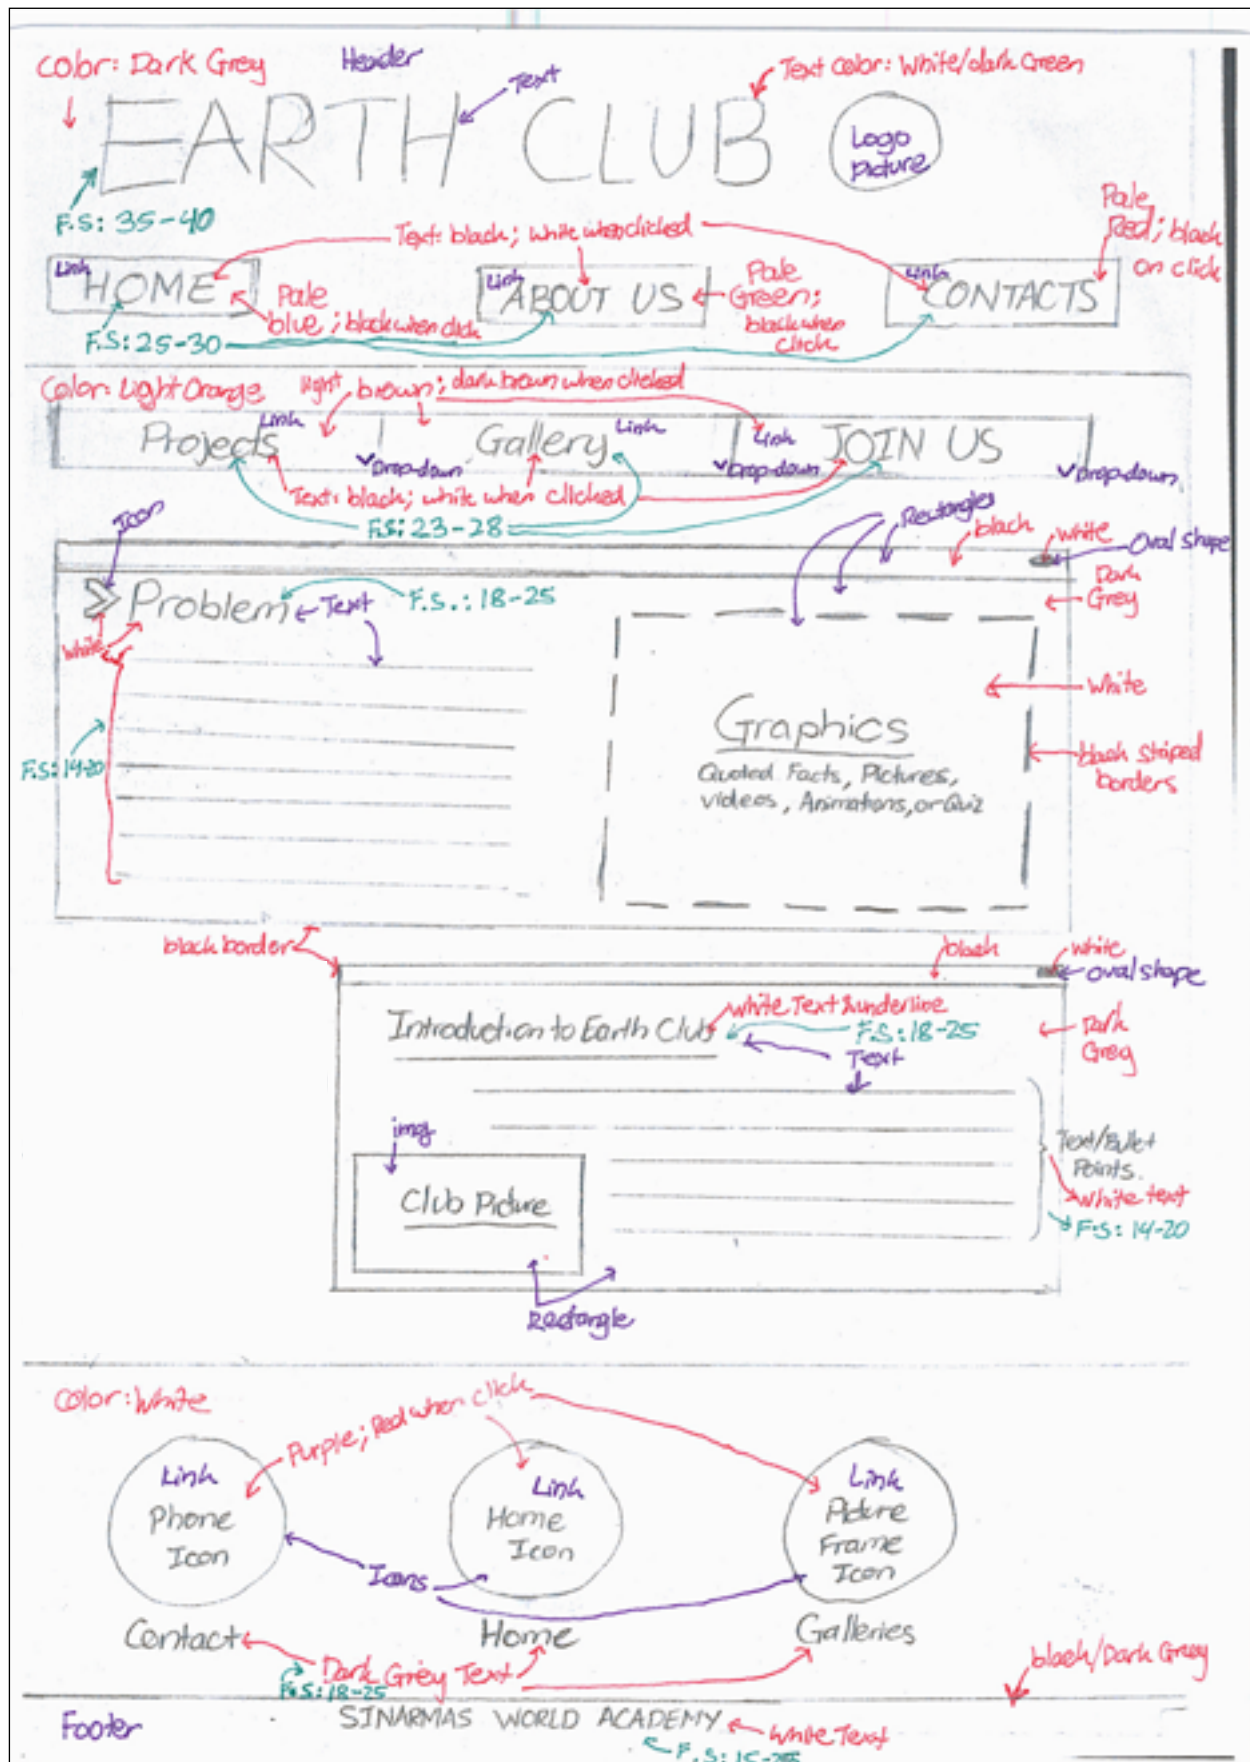 Color: Dark Grey
Header
Text
Text Color: White/dark Green
EARTH CLUB
Logo
picture
F.S: 35-40
Text: black; white when clicked
Pale
Red; black
on click
Link
HOME
Link
ABOUT US
Link
CONTACTS
Pale
blue; black when click
Pale
Green;
black when
click
F.S: 25-30
Color: Light Orange
light brown; dark brown when clicked
Projects
Link
Gallery
Link
Link
JOIN US
Drop-down
Drop-down
Drop-down
Text: black; white when clicked
F.S: 23-28
Icon
Rectangles
black
white
Oval shape
Problem
Text
F.S.: 18-25
Dark
Grey
white
F.S: 14-20
White
Graphics
Quoted Facts, Pictures,
videos, Animations, or Quiz
black striped
borders
black border
black
white
oval shape
Introduction to Earth Club
White Text & underline
F.S: 18-25
Text
Dark
Grey
img
Club Picture
Text/Bullet
Points.
White text
F.S: 14-20
Rectangle
Color: White
Purple; Red when click
Link
Phone
Icon
Link
Home
Icon
Link
Picture
Frame
Icon
Icons
Contact
Home
Galleries
Dark Grey Text
F.S: 18-25
black/Dark Grey
Footer
SINARMAS WORLD ACADEMY
White Text